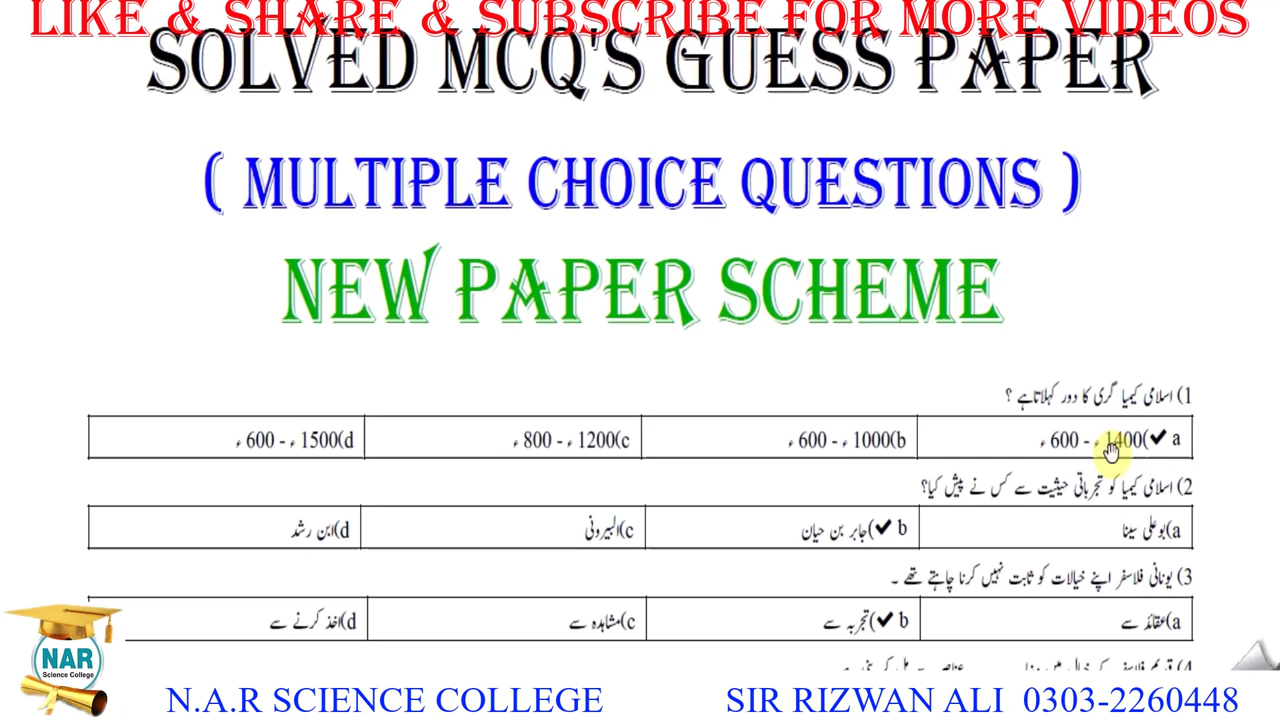 LIKE & SHARE & SUBSCRIBE FOR MORE VIDEOS
SOLVED MCQ'S GUESS PAPER
( MULTIPLE CHOICE QUESTIONS )
NEW PAPER SCHEME
1) اسلامی کیمیا گری کا دور کہلاتا ہے ؟
a ✔)1400ء - 600ء b)1000ء - 600ء c)1200ء - 800ء d)1500ء - 600ء
2) اسلامی کیمیا کو تجرباتی حیثیت سے کس نے پیش کیا؟
a)بو علی سینا b ✔)جابر بن حیان c)البیرونی d)ابن رشد
3) یونانی فلاسفر اپنے خیالات کو ثابت نہیں کرنا چاہتے تھے ۔
a)عقائد سے b ✔)تجربہ سے c)مشاہدہ سے d)اخذ کرنے سے
NAR
Science College
N.A.R SCIENCE COLLEGE SIR RIZWAN ALI 0303-2260448